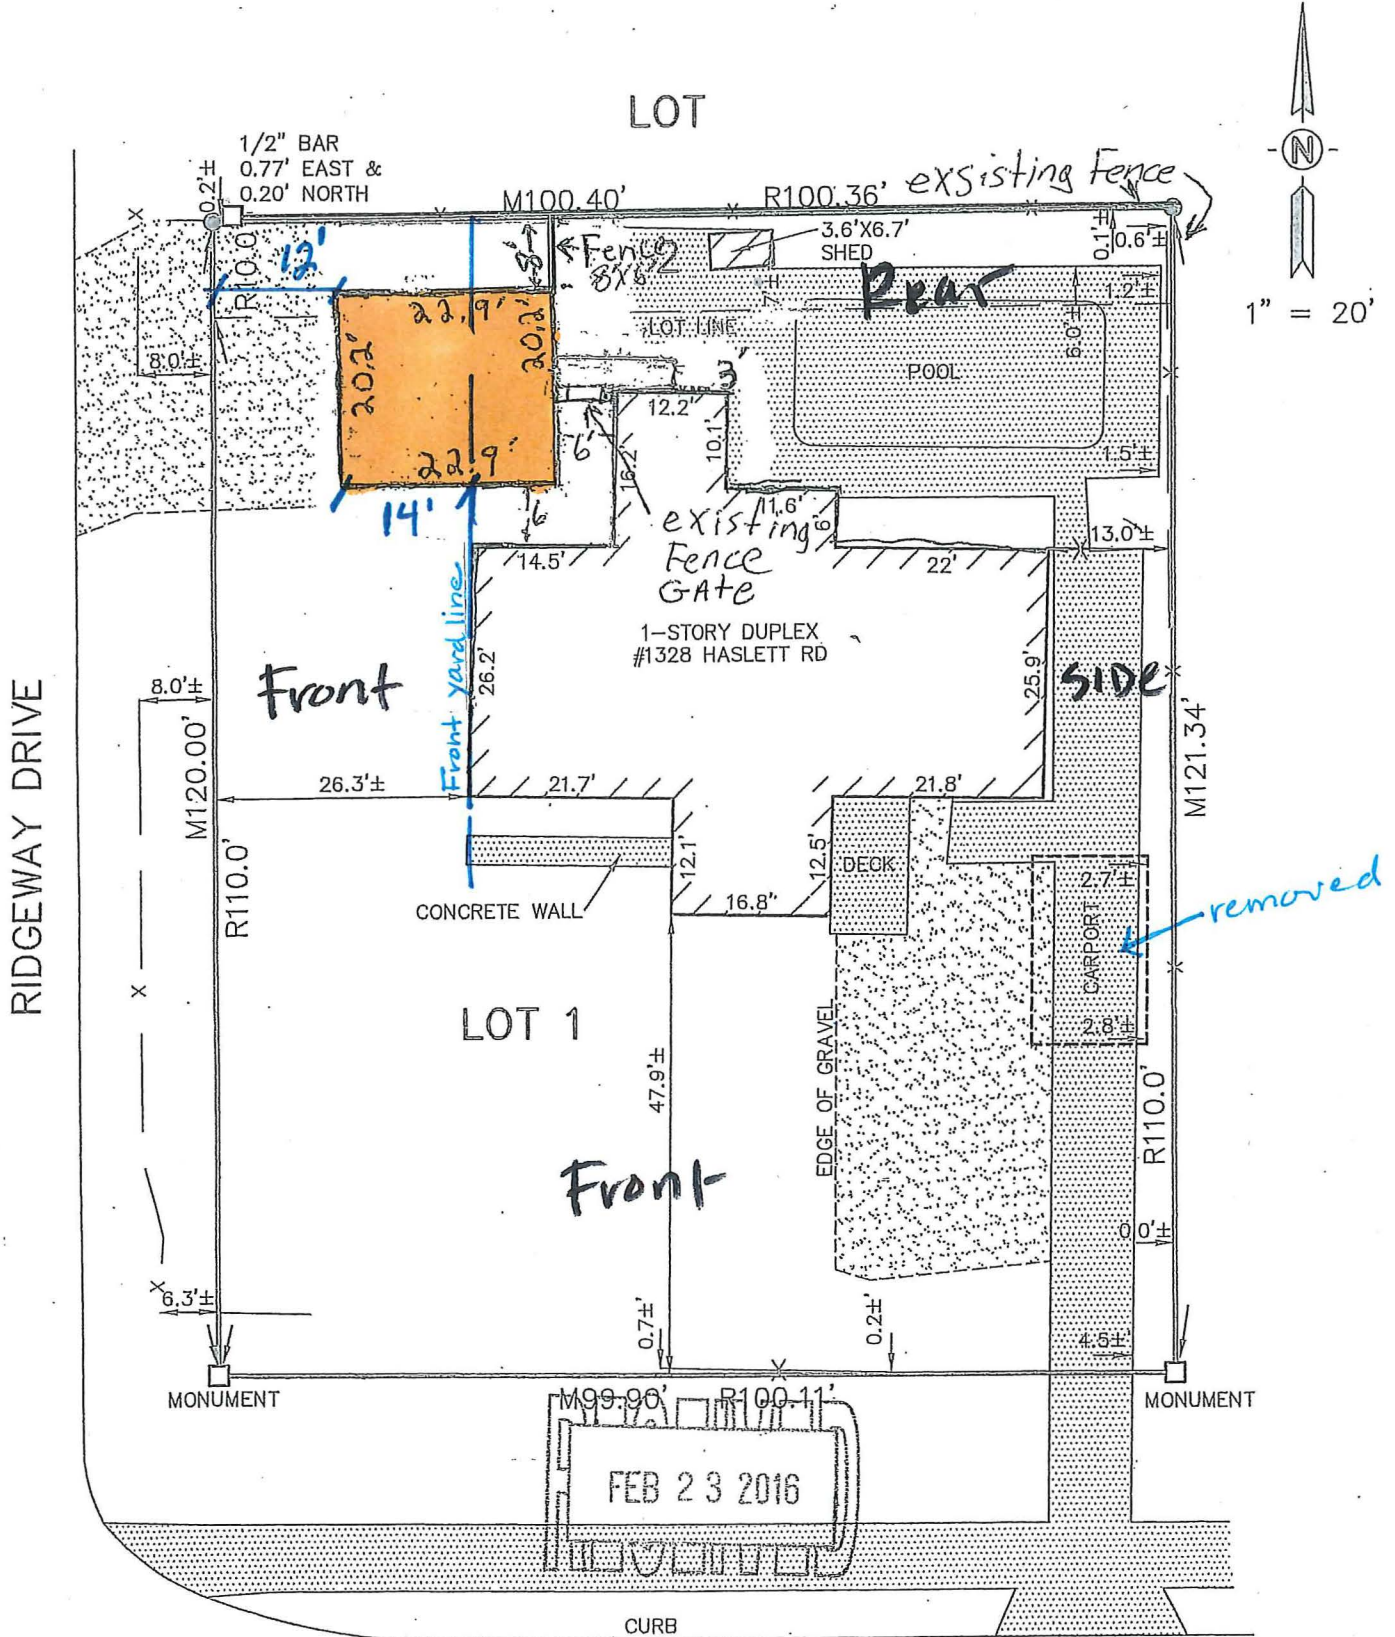 LOT
1/2" BAR
0.77' EAST &
0.20' NORTH
0.2'±
M100.40'
R100.36'
exsisting Fence
N
1" = 20'
12'
R110.0
8'
Fence
8X6'
2
3.6'X6.7'
SHED
Rear
0.1'±
0.6'±
1.2'±
6.0'±
LOT LINE
POOL
8.0'±
22.9'
20.2'
20.2'
22.9'
3'
12.2'
6'
16.2'
10.1'
1.5'±
14'
6
11.6'
6'
existing
Fence
GAte
13.0'±
14.5'
22'
1-STORY DUPLEX
#1328 HASLETT RD
Front yard line
26.2'
25.9'
Front
SIDe
8.0'±
RIDGEWAY DRIVE
M120.00'
M121.34'
26.3'±
21.7'
21.8'
R110.0'
12.1'
12.5'
DECK
16.8"
CONCRETE WALL
2.7'±
CARPORT
2.8'±
removed
LOT 1
47.9'±
EDGE OF GRAVEL
R110.0'
Front
0.0'±
6.3'±
0.7±'
0.2±'
4.5±'
MONUMENT
M99.90'
R100.11'
MONUMENT
FEB 23 2016
CURB